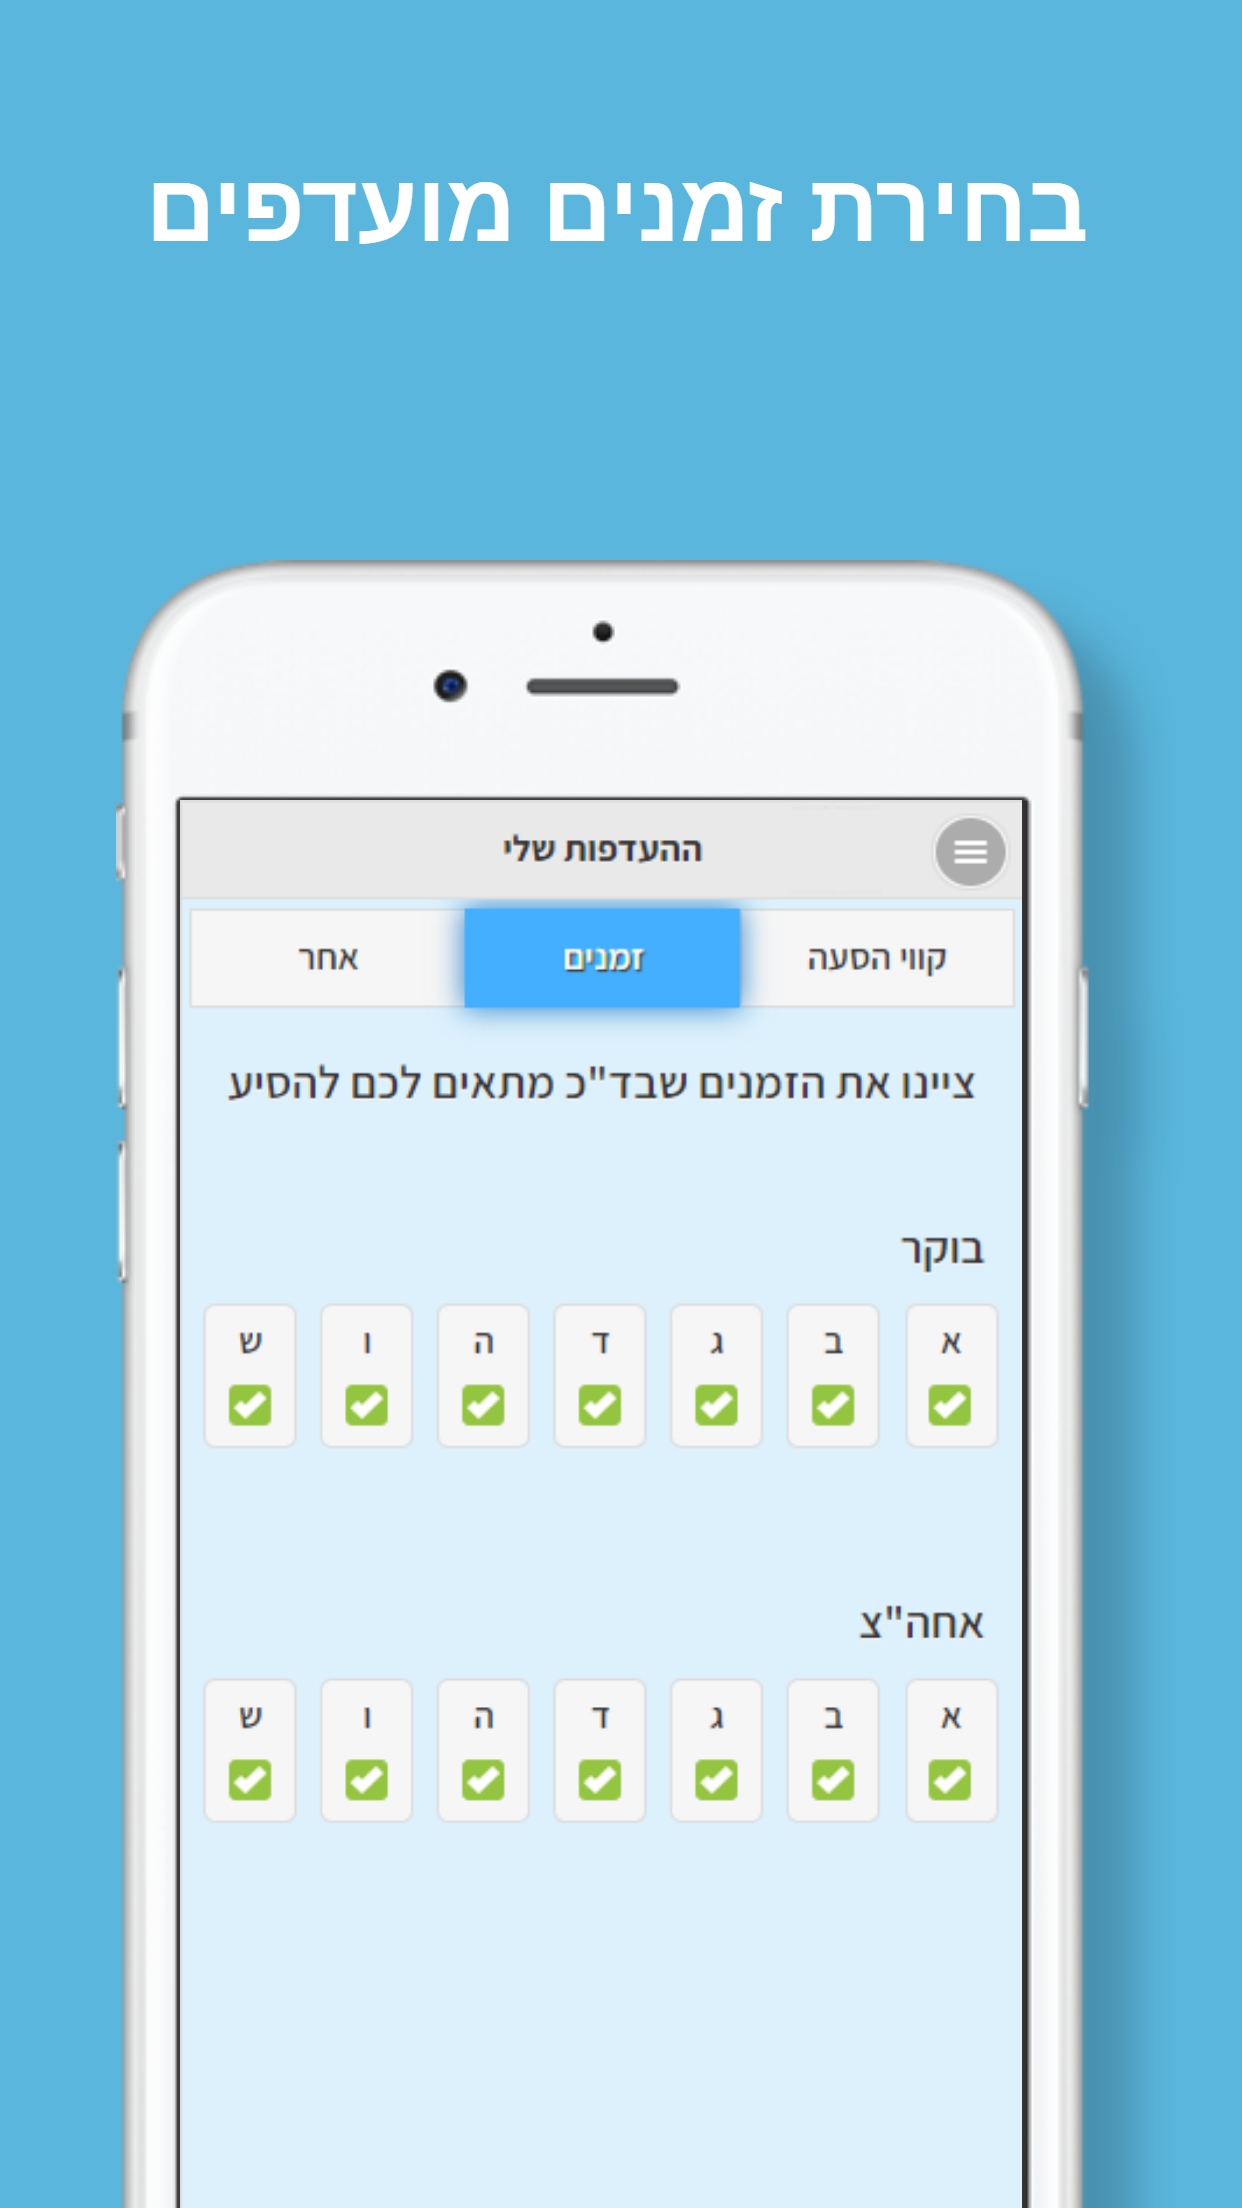 בחירת זמנים מועדפים
ההעדפות שלי
קווי הסעה זמנים אחר
ציינו את הזמנים שבד"כ מתאים לכם להסיע
בוקר
א ב ג ד ה ו ש
אחה"צ
א ב ג ד ה ו ש